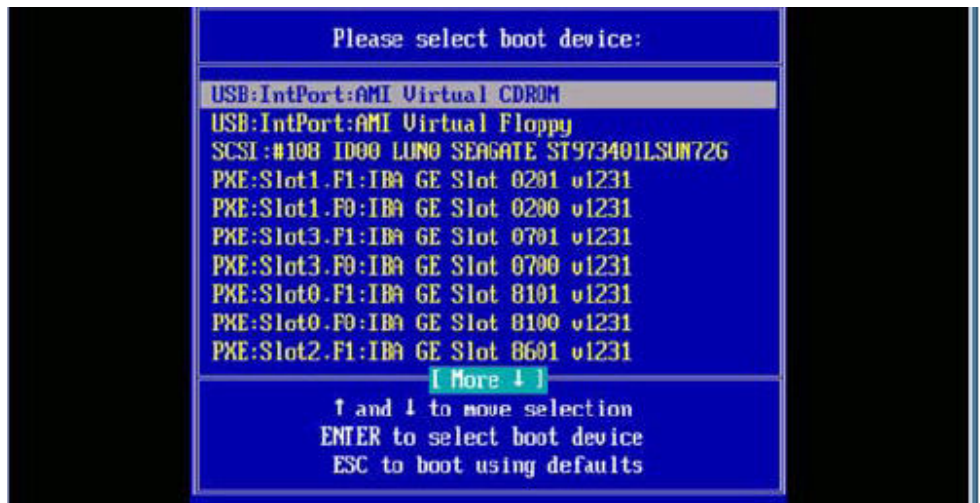 Please select boot device:
USB:IntPort:AMI Virtual CDROM
USB:IntPort:AMI Virtual Floppy
SCSI:#108 ID00 LUN0 SEAGATE ST973401LSUN72G
PXE:Slot1.F1:IBA GE Slot 0201 v1231
PXE:Slot1.F0:IBA GE Slot 0200 v1231
PXE:Slot3.F1:IBA GE Slot 0701 v1231
PXE:Slot3.F0:IBA GE Slot 0700 v1231
PXE:Slot0.F1:IBA GE Slot 8101 v1231
PXE:Slot0.F0:IBA GE Slot 8100 v1231
PXE:Slot2.F1:IBA GE Slot 8601 v1231
[ More ↓ ]
↑ and ↓ to move selection
ENTER to select boot device
ESC to boot using defaults